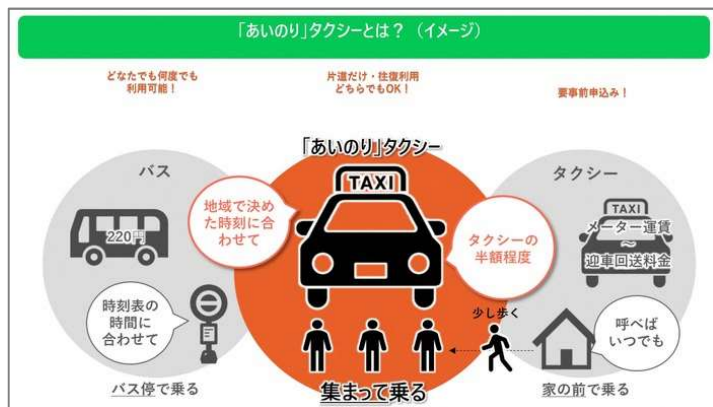 「あいのり」タクシーとは？（イメージ）
どなたでも何度でも
利用可能！
片道だけ・往復利用
どちらでもOK！
要事前申込み！
バス
220円
時刻表の
時間に
合わせて
バス停で乗る
地域で決め
た時刻に合
わせて
「あいのり」タクシー
TAXI
タクシーの
半額程度
集まって乗る
少し歩く
タクシー
TAXI
メーター運賃
～
迎車回送料金
呼べば
いつでも
家の前で乗る